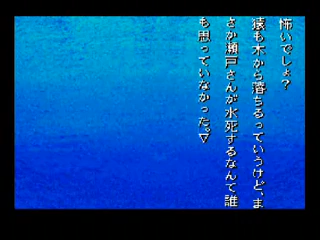 怖いでしょ?
猿も木から落ちるっていうけど、ま
さか瀬戸さんが水死するなんて誰
も思っていなかった。▽